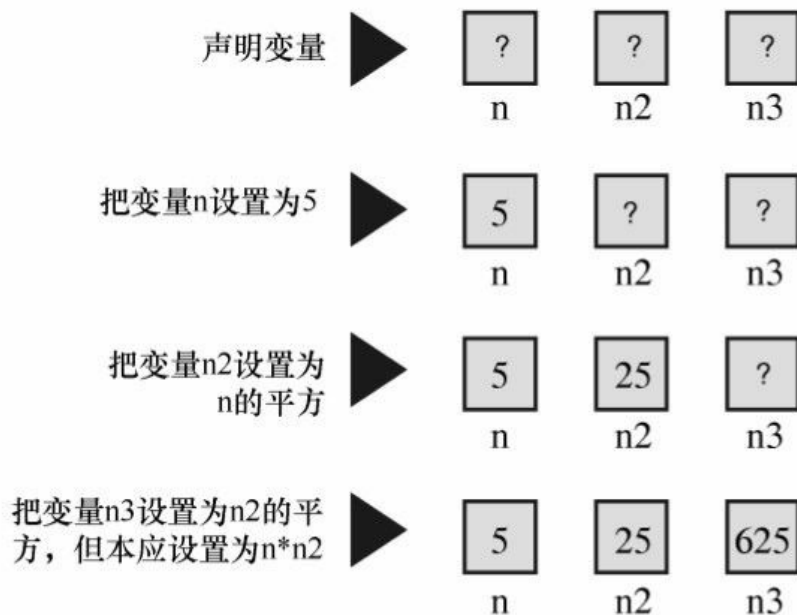 声明变量
? ? ?
n n2 n3
把变量n设置为5
5 ? ?
n n2 n3
把变量n2设置为
n的平方
5 25 ?
n n2 n3
把变量n3设置为n2的平
方，但本应设置为n*n2
5 25 625
n n2 n3